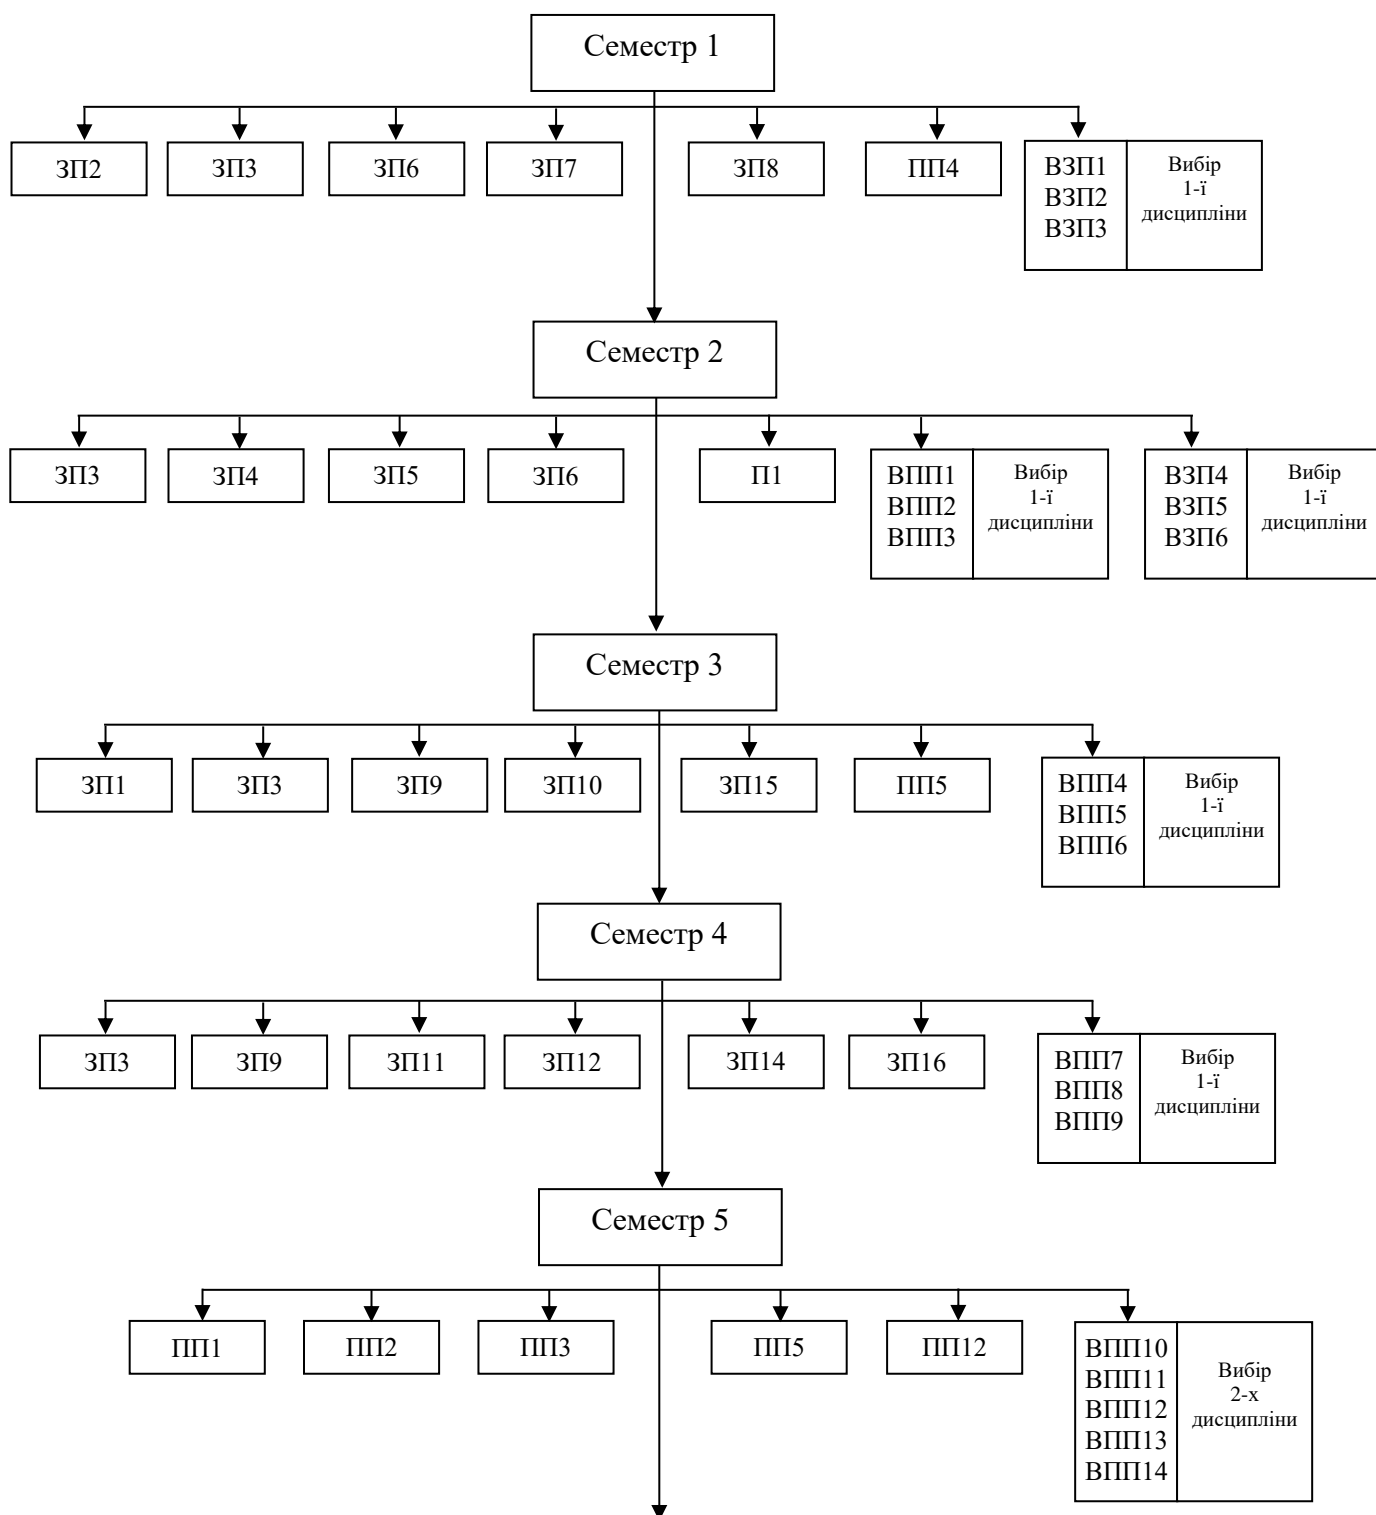 Семестр 1
ЗП2
ЗП3
ЗП6
ЗП7
ЗП8
ПП4
ВЗП1
ВЗП2
ВЗП3
Вибір
1-ї
дисципліни
Семестр 2
ЗП3
ЗП4
ЗП5
ЗП6
П1
ВПП1
ВПП2
ВПП3
Вибір
1-ї
дисципліни
ВЗП4
ВЗП5
ВЗП6
Вибір
1-ї
дисципліни
Семестр 3
ЗП1
ЗП3
ЗП9
ЗП10
ЗП15
ПП5
ВПП4
ВПП5
ВПП6
Вибір
1-ї
дисципліни
Семестр 4
ЗП3
ЗП9
ЗП11
ЗП12
ЗП14
ЗП16
ВПП7
ВПП8
ВПП9
Вибір
1-ї
дисципліни
Семестр 5
ПП1
ПП2
ПП3
ПП5
ПП12
ВПП10
ВПП11
ВПП12
ВПП13
ВПП14
Вибір
2-х
дисципліни